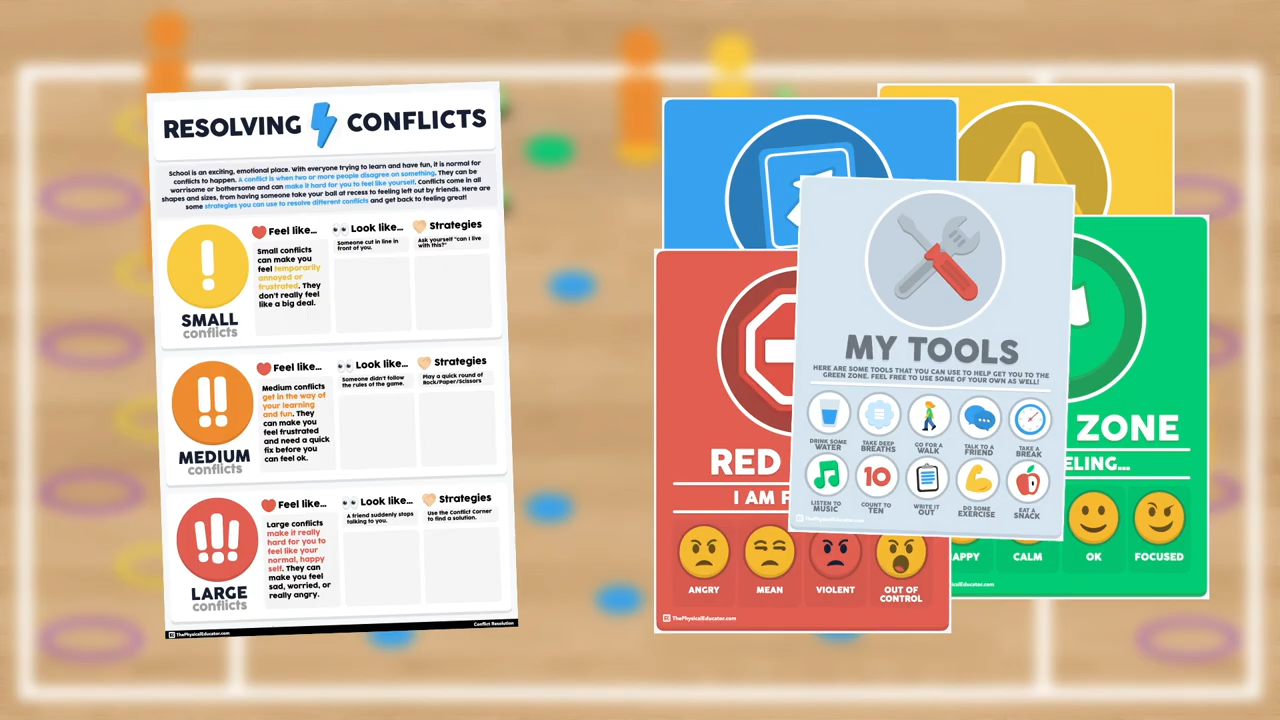 RESOLVING CONFLICTS
School is an exciting, emotional place. With everyone trying to learn and have fun, it is normal for
conflicts to happen. A conflict is when two or more people disagree on something. They can be
worrisome or bothersome and can make it hard for you to feel like yourself. Conflicts come in all
shapes and sizes, from having someone take your ball at recess to feeling left out by friends. Here are
some strategies you can use to resolve different conflicts and get back to feeling great!
SMALL
conflicts
Feel like...
Small conflicts
can make you
feel temporarily
annoyed or
frustrated. They
don't really feel
like a big deal.
Look like...
Someone cut in line in
front of you.
Strategies
Ask yourself "can I live
with this?"
MEDIUM
conflicts
Feel like...
Medium conflicts
get in the way of
your learning
and fun. They
can make you
feel frustrated
and need a quick
fix before you
can feel ok.
Look like...
Someone didn't follow
the rules of the game.
Strategies
Play a quick round of
Rock/Paper/Scissors
LARGE
conflicts
Feel like...
Large conflicts
make it really
hard for you to
feel like your
normal, happy
self. They can
make you feel
sad, worried, or
really angry.
Look like...
A friend suddenly stops
talking to you.
Strategies
Use the Conflict Corner
to find a solution.
ThePhysicalEducator.com
Conflict Resolution
RED
I AM F
ANGRY
MEAN
VIOLENT
OUT OF
CONTROL
ThePhysicalEducator.com
MY TOOLS
HERE ARE SOME TOOLS THAT YOU CAN USE TO HELP GET YOU TO THE
GREEN ZONE. FEEL FREE TO USE SOME OF YOUR OWN AS WELL!
DRINK SOME
WATER
TAKE DEEP
BREATHS
GO FOR A
WALK
TALK TO A
FRIEND
TAKE A
BREAK
LISTEN TO
MUSIC
10
COUNT TO
TEN
WRITE IT
OUT
DO SOME
EXERCISE
EAT A
SNACK
ThePhysicalEducator.com
ZONE
ELING...
APPY
CALM
OK
FOCUSED
icalEducator.com